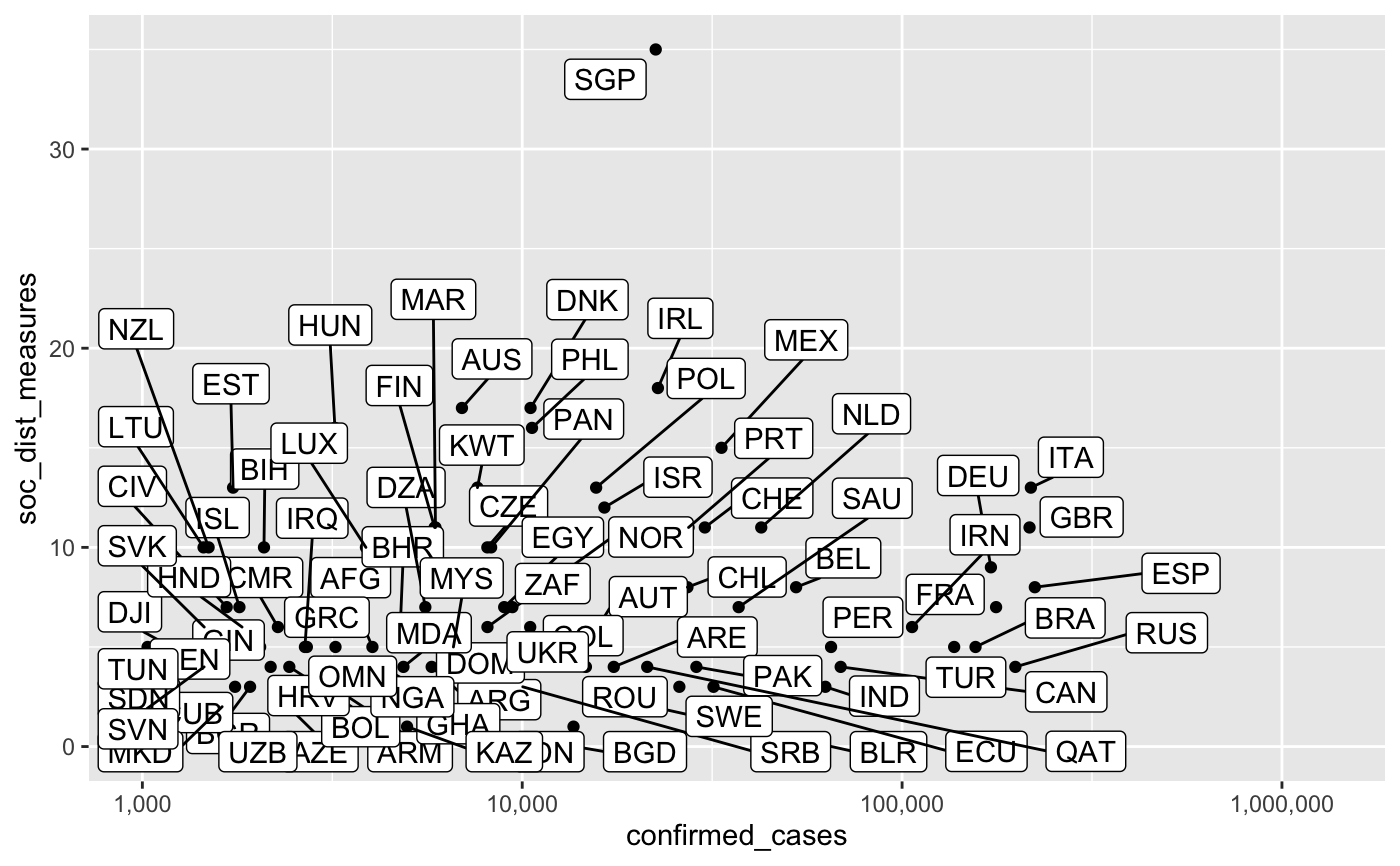 SGP
30
MAR
DNK
NZL
HUN
IRL
20
MEX
AUS
PHL
EST
FIN
POL
PAN
NLD
LTU
LUX
KWT
PRT
BIH
ITA
CIV
DZA
ISR
DEU
CZE
CHE
SAU
ISL
IRQ
GBR
10
SVK
BHR
EGY
NOR
IRN
BEL
HND
CMR
AFG
MYS
ZAF
CHL
ESP
AUT
FRA
DJI
GRC
PER
BRA
MDA
ARE
RUS
UKR
TUN
DOM
OMN
PAK
TUR
SDN
HRV
NGA
ARG
ROU
IND
CAN
SVN
BOL
GHA
SWE
0
MKD
UZB
AZE
ARM
KAZ
BGD
SRB
BLR
ECU
QAT
1,000
10,000
100,000
1,000,000
confirmed_cases
soc_dist_measures